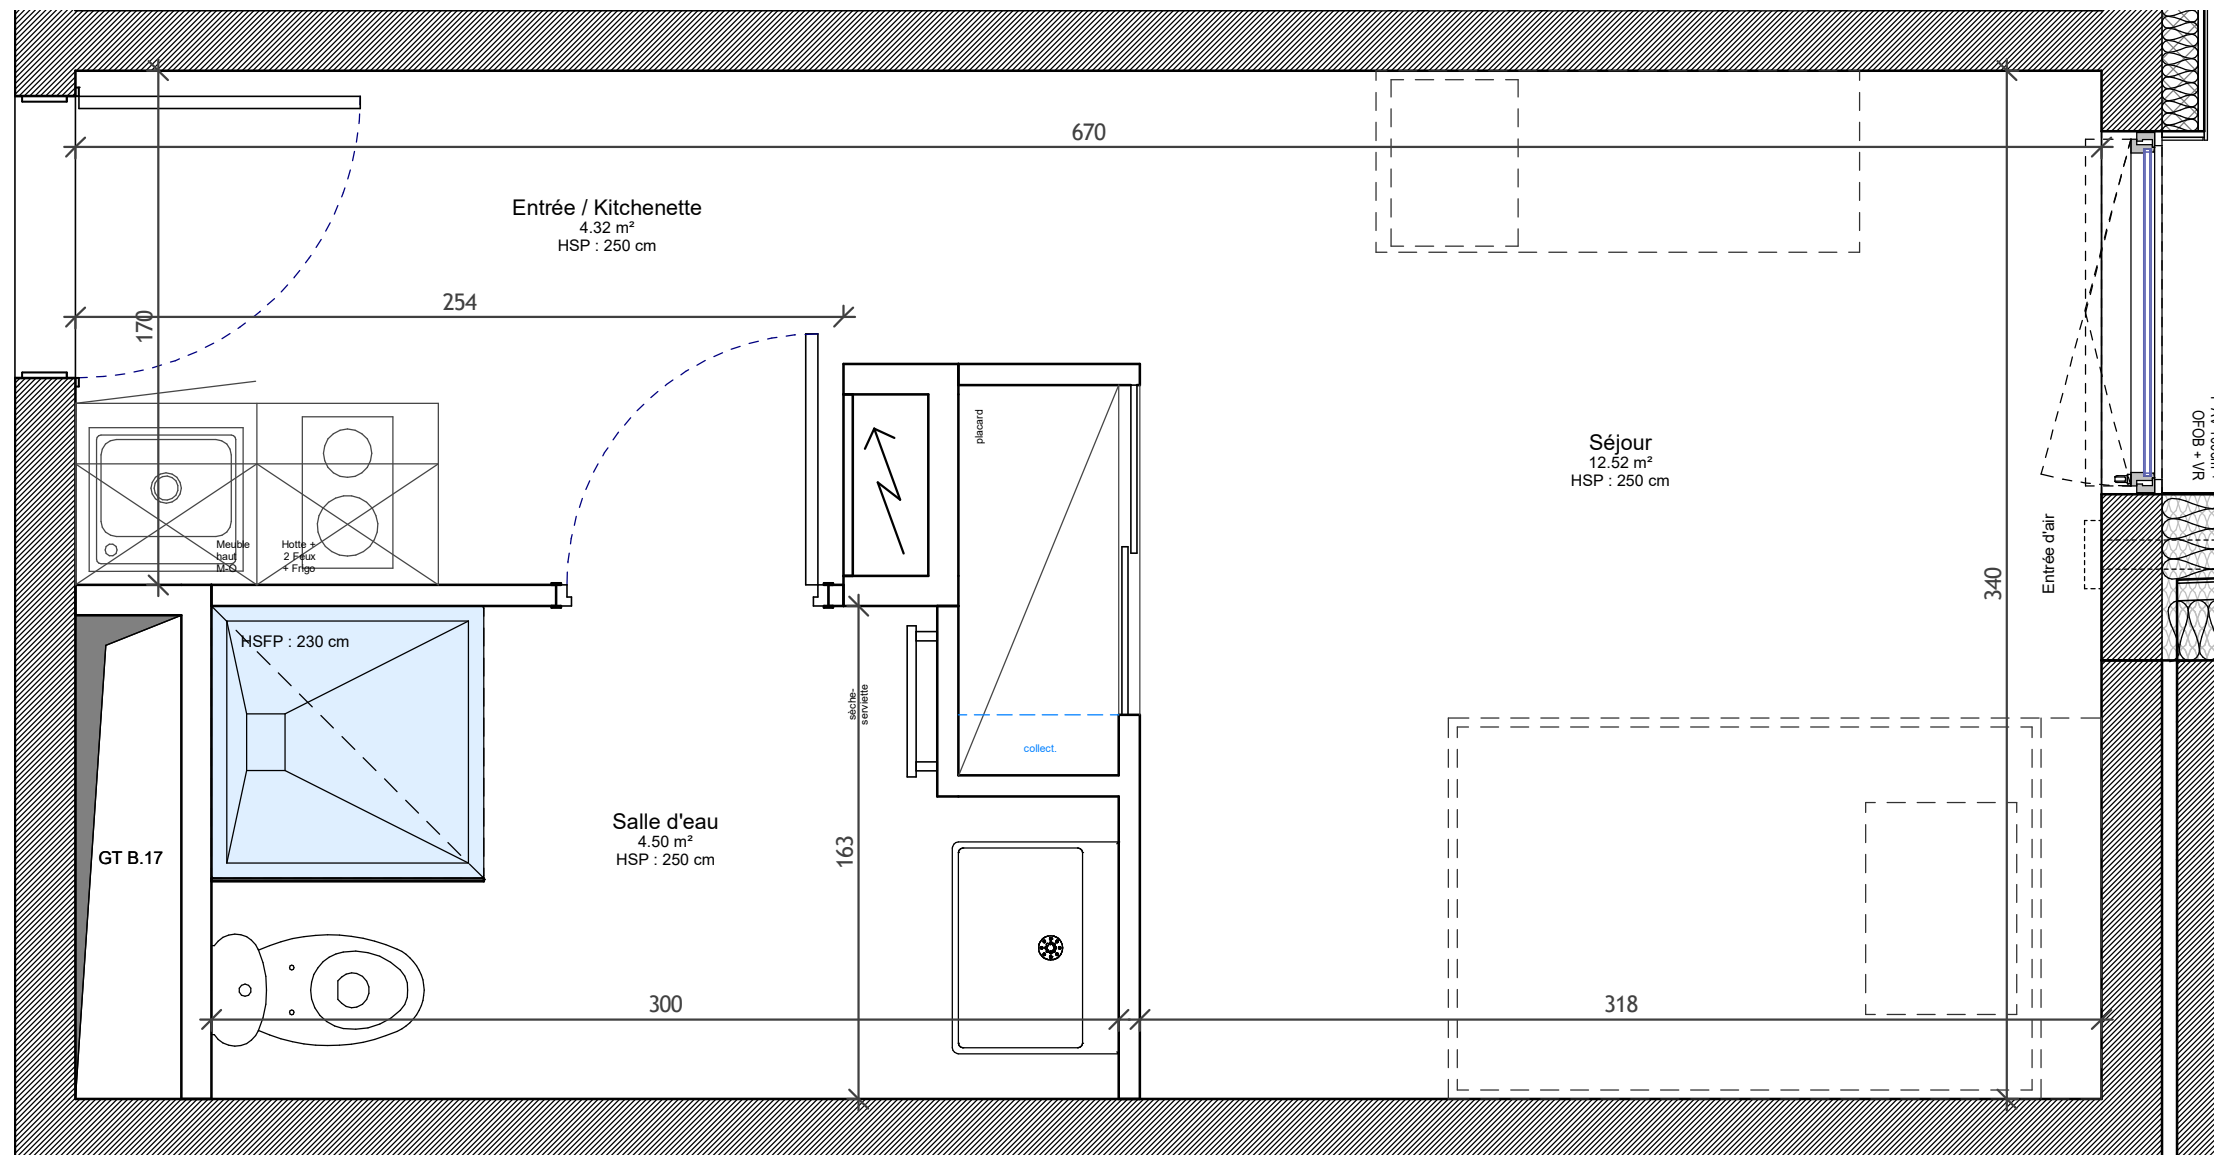 670
Entrée / Kitchenette
4.32 m²
HSP : 250 cm
254
170
placard
Séjour
12.52 m²
HSP : 250 cm
OFOB + VR
Entrée d'air
340
Meuble
haut
M-O
Hotte +
2 Feux
+ Frigo
HSFP : 230 cm
sèche-
serviette
collect.
Salle d'eau
4.50 m²
HSP : 250 cm
163
GT B.17
300
318